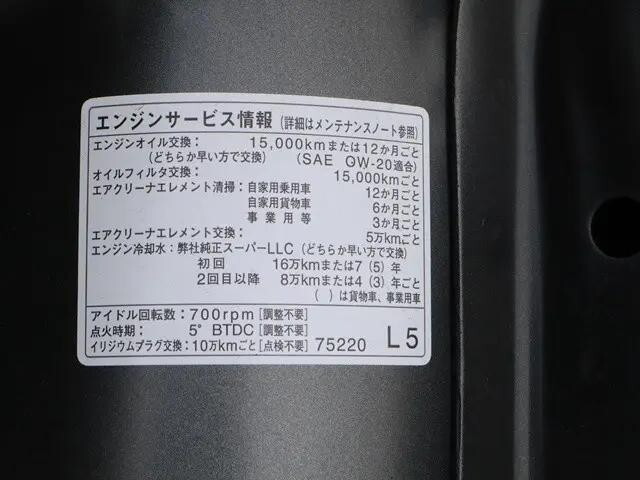 エンジンサービス情報 (詳細はメンテナンスノート参照)
エンジンオイル交換: 15,000kmまたは12か月ごと
(どちらか早い方で交換) (SAE 0W-20適合)
オイルフィルタ交換: 15,000kmごと
エアクリーナエレメント清掃: 自家用乗用車 12か月ごと
自家用貨物車 6か月ごと
事業用等 3か月ごと
エアクリーナエレメント交換: 5万kmごと
エンジン冷却水: 弊社純正スーパーLLC (どちらか早い方で交換)
初回 16万kmまたは7 (5) 年
2回目以降 8万kmまたは4 (3) 年ごと
( )は貨物車、事業用車
アイドル回転数: 700rpm [調整不要]
点火時期: 5° BTDC [調整不要]
イリジウムプラグ交換: 10万kmごと [点検不要] 75220 L5